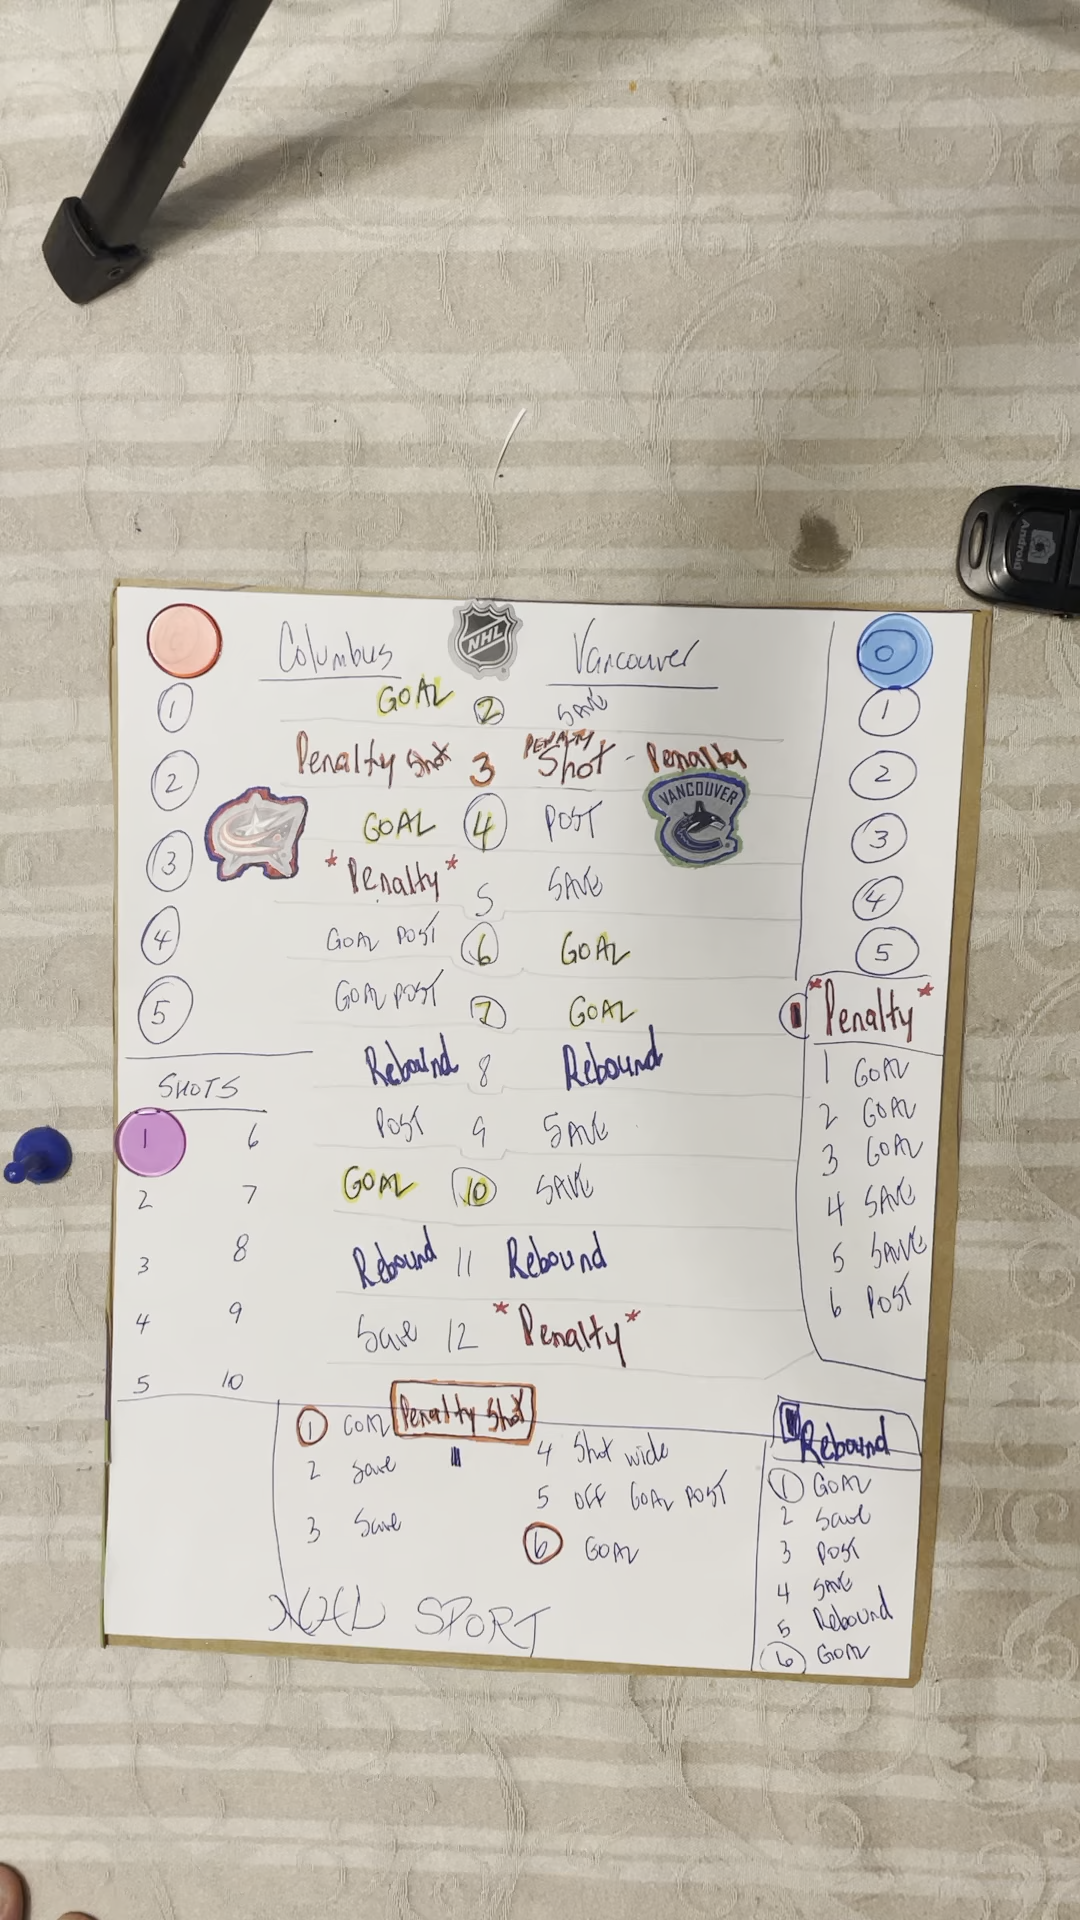 Columbus NHL Vancouver
0
1
2
3
4
5
0
1
2
3
4
5
GOAL 2 SAVE
Penalty Shot 3 PENALTY Shot - Penalty
VANCOUVER
GOAL 4 POST
*Penalty* 5 SAVE
GOAL POST 6 GOAL
GOAL POST 7 GOAL
Rebound 8 Rebound
POST 9 SAVE
GOAL 10 SAVE
Rebound 11 Rebound
Save 12 *Penalty*
SHOTS
1 6
2 7
3 8
4 9
5 10
*Penalty*
1 GOAL
2 GOAL
3 GOAL
4 SAVE
5 SAVE
6 POST
Penalty Shot
1 GOAL
2 Save
3 Save
4 Shot wide
5 OFF GOAL POST
6 GOAL
Rebound
1 GOAL
2 Save
3 POST
4 SAVE
5 Rebound
6 GOAL
NHL SPORT
Android